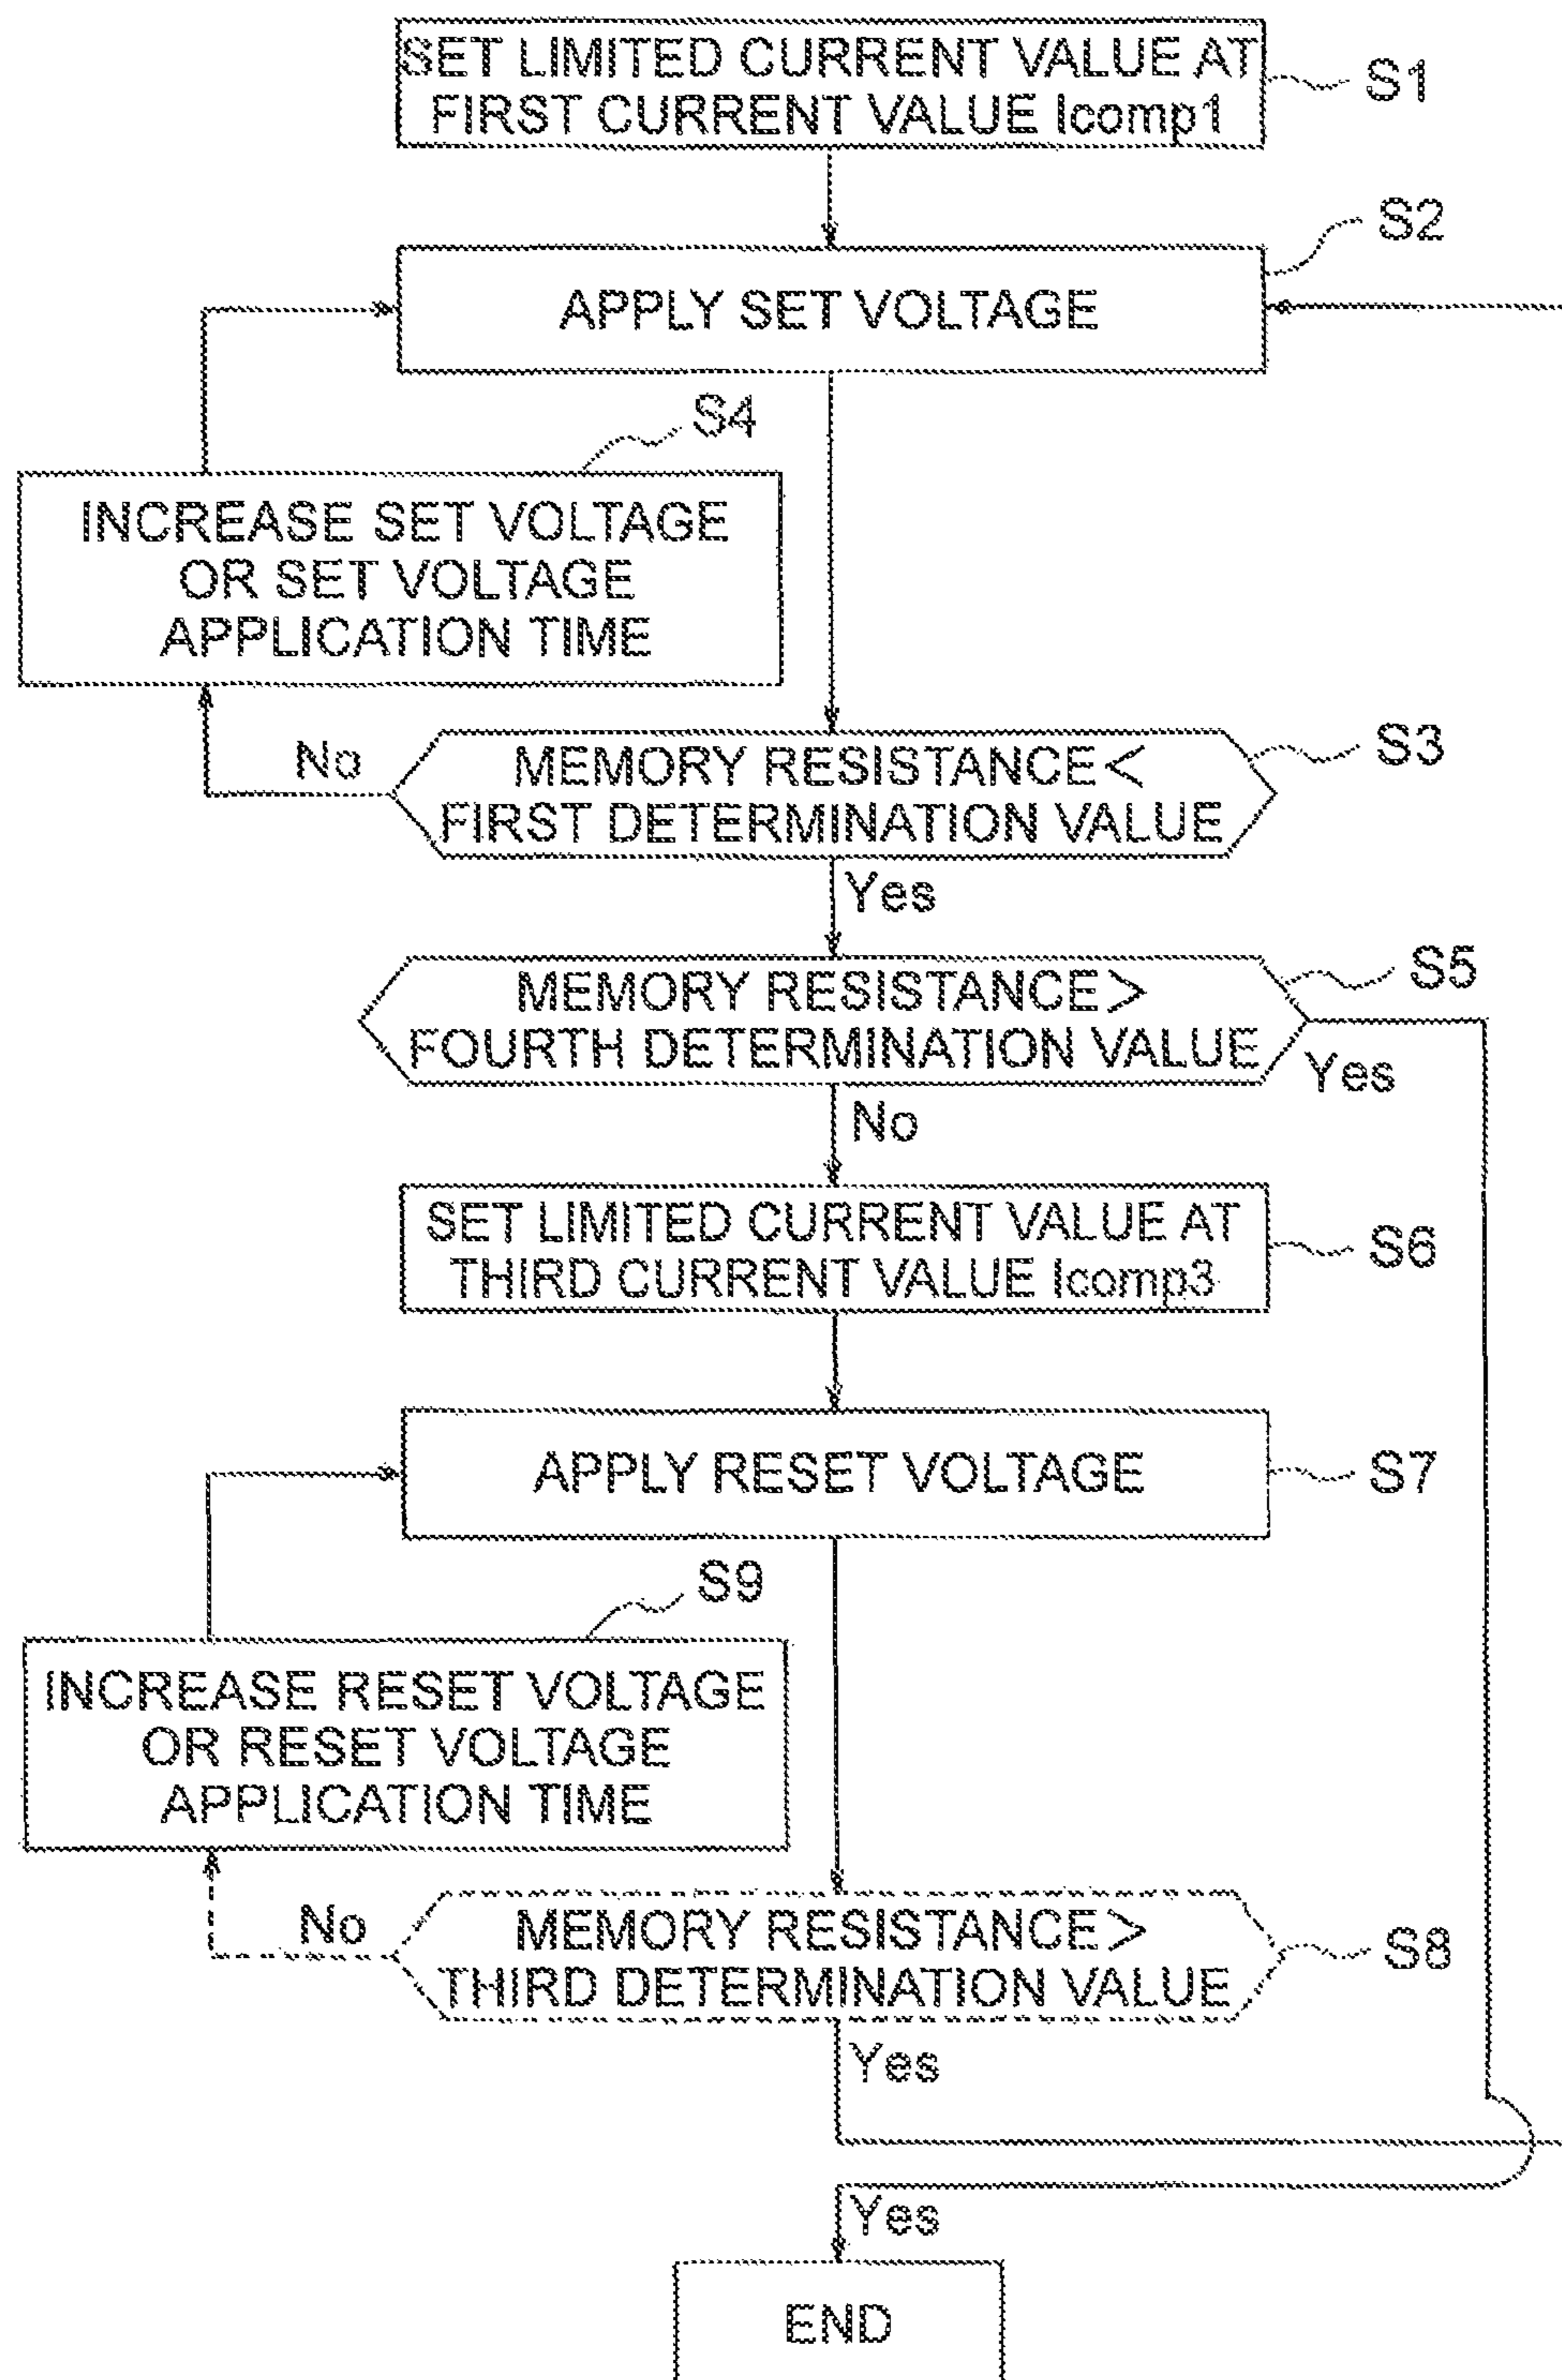 SET LIMITED CURRENT VALUE AT
FIRST CURRENT VALUE Icomp1
S1
S2
APPLY SET VOLTAGE
S4
INCREASE SET VOLTAGE
OR SET VOLTAGE
APPLICATION TIME
No
MEMORY RESISTANCE <
FIRST DETERMINATION VALUE
S3
Yes
MEMORY RESISTANCE >
FOURTH DETERMINATION VALUE
S5
Yes
No
SET LIMITED CURRENT VALUE AT
THIRD CURRENT VALUE Icomp3
S6
APPLY RESET VOLTAGE
S7
S9
INCREASE RESET VOLTAGE
OR RESET VOLTAGE
APPLICATION TIME
No
MEMORY RESISTANCE >
THIRD DETERMINATION VALUE
S8
Yes
Yes
END